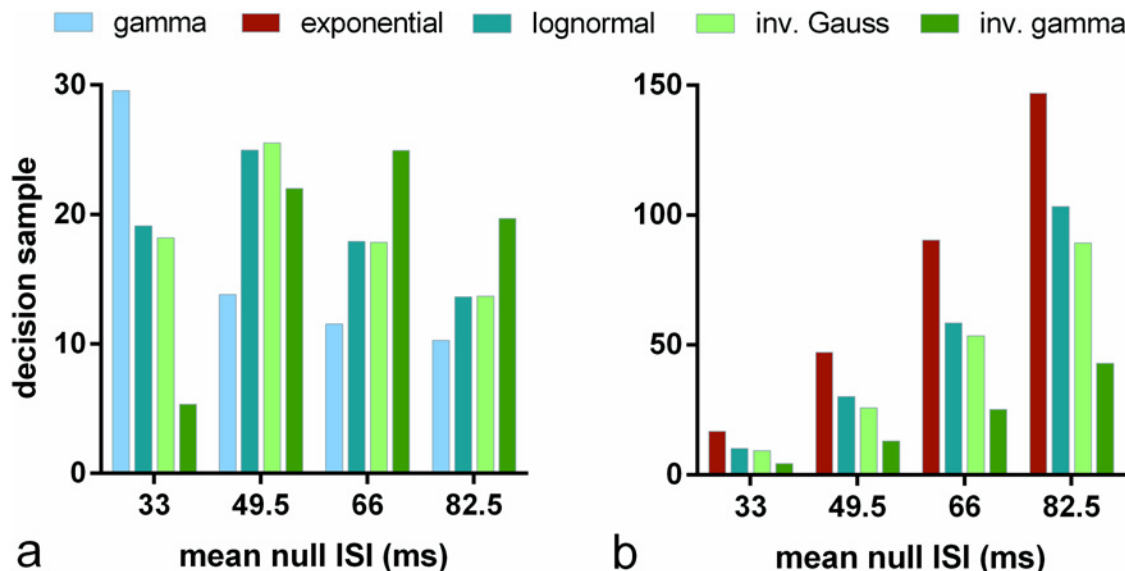 gamma exponential lognormal inv. Gauss inv. gamma
decision sample
30
20
10
0
33 49.5 66 82.5
a mean null ISI (ms)
150
100
50
0
33 49.5 66 82.5
b mean null ISI (ms)